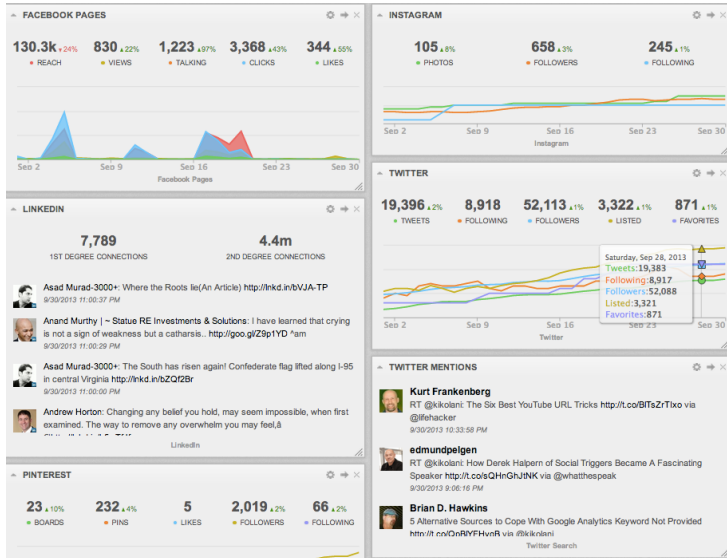 FACEBOOK PAGES
130.3k 24% 830 22% 1,223 97% 3,368 43% 344 55%
REACH VIEWS TALKING CLICKS LIKES
Sep 2 Sep 9 Sep 16 Sep 23 Sep 30
Facebook Pages
LINKEDIN
7,789 4.4m
1ST DEGREE CONNECTIONS 2ND DEGREE CONNECTIONS
Asad Murad-3000+: Where the Roots lie(An Article) http://lnkd.in/bVJA-TP
9/30/2013 11:00:37 PM
Anand Murthy | ~ Statue RE Investments & Solutions: I have learned that crying
is not a sign of weakness but a catharsis.. http://goo.gl/Z9p1YD ^am
9/30/2013 11:00:29 PM
Asad Murad-3000+: The South has risen again! Confederate flag lifted along I-95
in central Virginia http://lnkd.in/bZQf2Br
9/30/2013 11:00:00 PM
Andrew Horton: Changing any belief you hold, may seem impossible, when first
examined. The way to remove any overwhelm you may feel,â
LinkedIn
PINTEREST
23 10% 232 4% 5 2,019 2% 66 2%
BOARDS PINS LIKES FOLLOWERS FOLLOWING
INSTAGRAM
105 8% 658 3% 245 1%
PHOTOS FOLLOWERS FOLLOWING
Sep 2 Sep 9 Sep 16 Sep 23 Sep 30
Instagram
TWITTER
19,396 2% 8,918 52,113 1% 3,322 1% 871 1%
TWEETS FOLLOWING FOLLOWERS LISTED FAVORITES
Saturday, Sep 28, 2013
Tweets:19,383
Following:8,917
Followers:52,088
Listed:3,321
Favorites:871
Sep 2 Sep 9 Sep 16 Sep 23 Sep 30
Twitter
TWITTER MENTIONS
Kurt Frankenberg
RT @kikolani: The Six Best YouTube URL Tricks http://t.co/BlTsZrTlxo via
@lifehacker
9/30/2013 10:33:58 PM
edmundpelgen
RT @kikolani: How Derek Halpern of Social Triggers Became A Fascinating
Speaker http://t.co/sQHnGhJtNK via @whatthespeak
9/30/2013 9:06:16 PM
Brian D. Hawkins
5 Alternative Sources to Cope With Google Analytics Keyword Not Provided
via @kikolani
Twitter Search